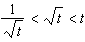 1/√t < √t < t